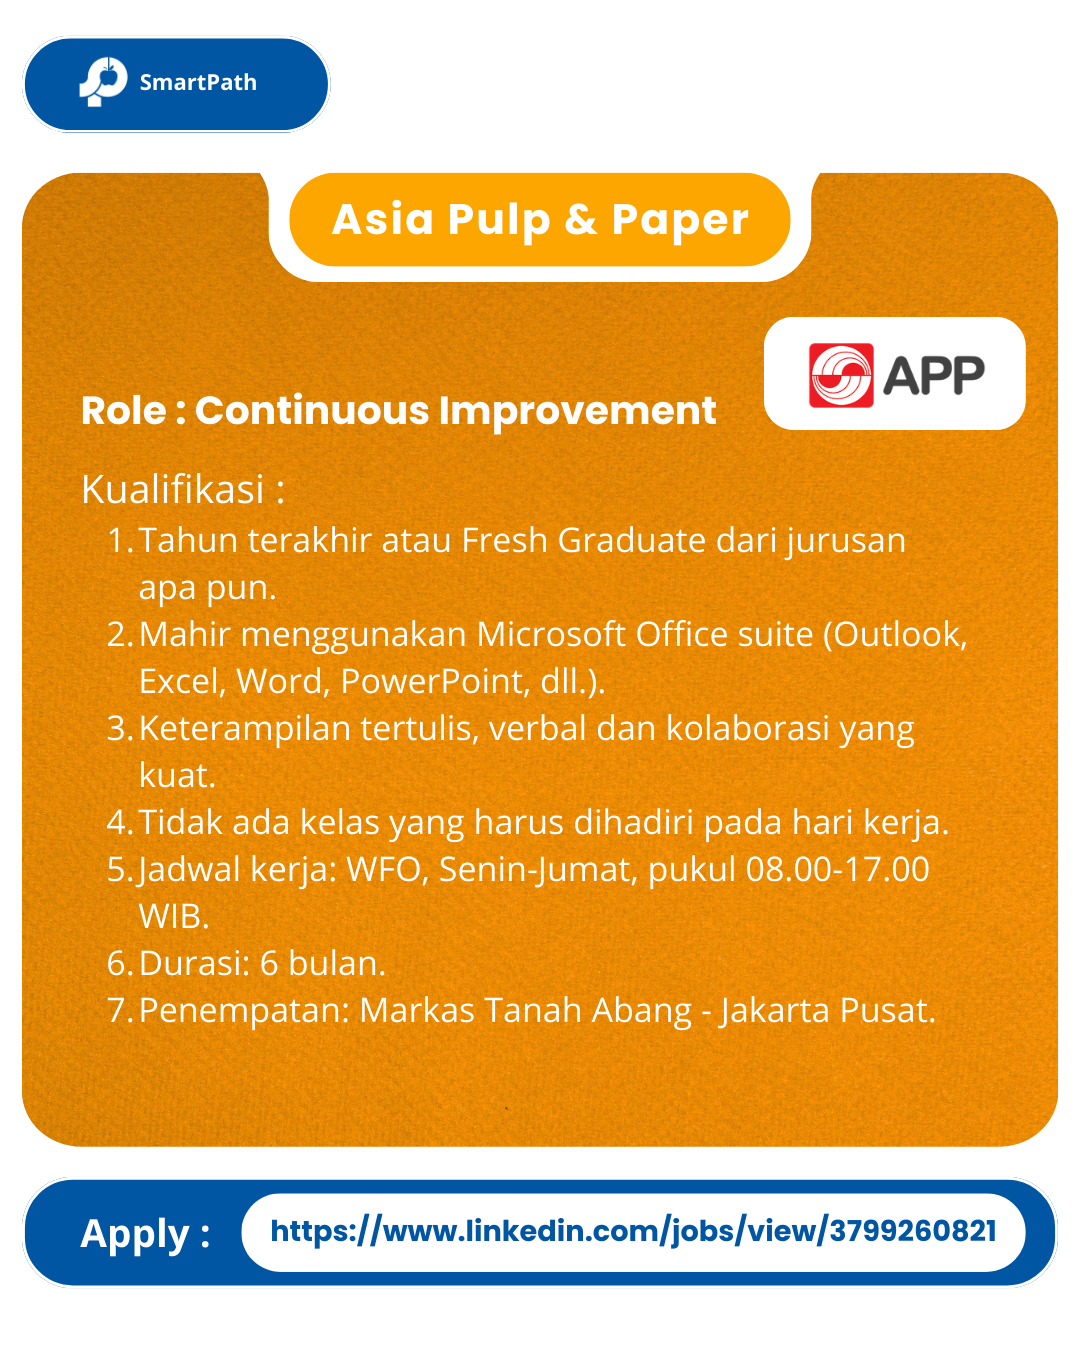 SmartPath
Asia Pulp & Paper
APP
Role : Continuous Improvement
Kualifikasi :
1. Tahun terakhir atau Fresh Graduate dari jurusan
apa pun.
2. Mahir menggunakan Microsoft Office suite (Outlook,
Excel, Word, PowerPoint, dll.).
3. Keterampilan tertulis, verbal dan kolaborasi yang
kuat.
4. Tidak ada kelas yang harus dihadiri pada hari kerja.
5. Jadwal kerja: WFO, Senin-Jumat, pukul 08.00-17.00
WIB.
6. Durasi: 6 bulan.
7. Penempatan: Markas Tanah Abang - Jakarta Pusat.
Apply : https://www.linkedin.com/jobs/view/3799260821